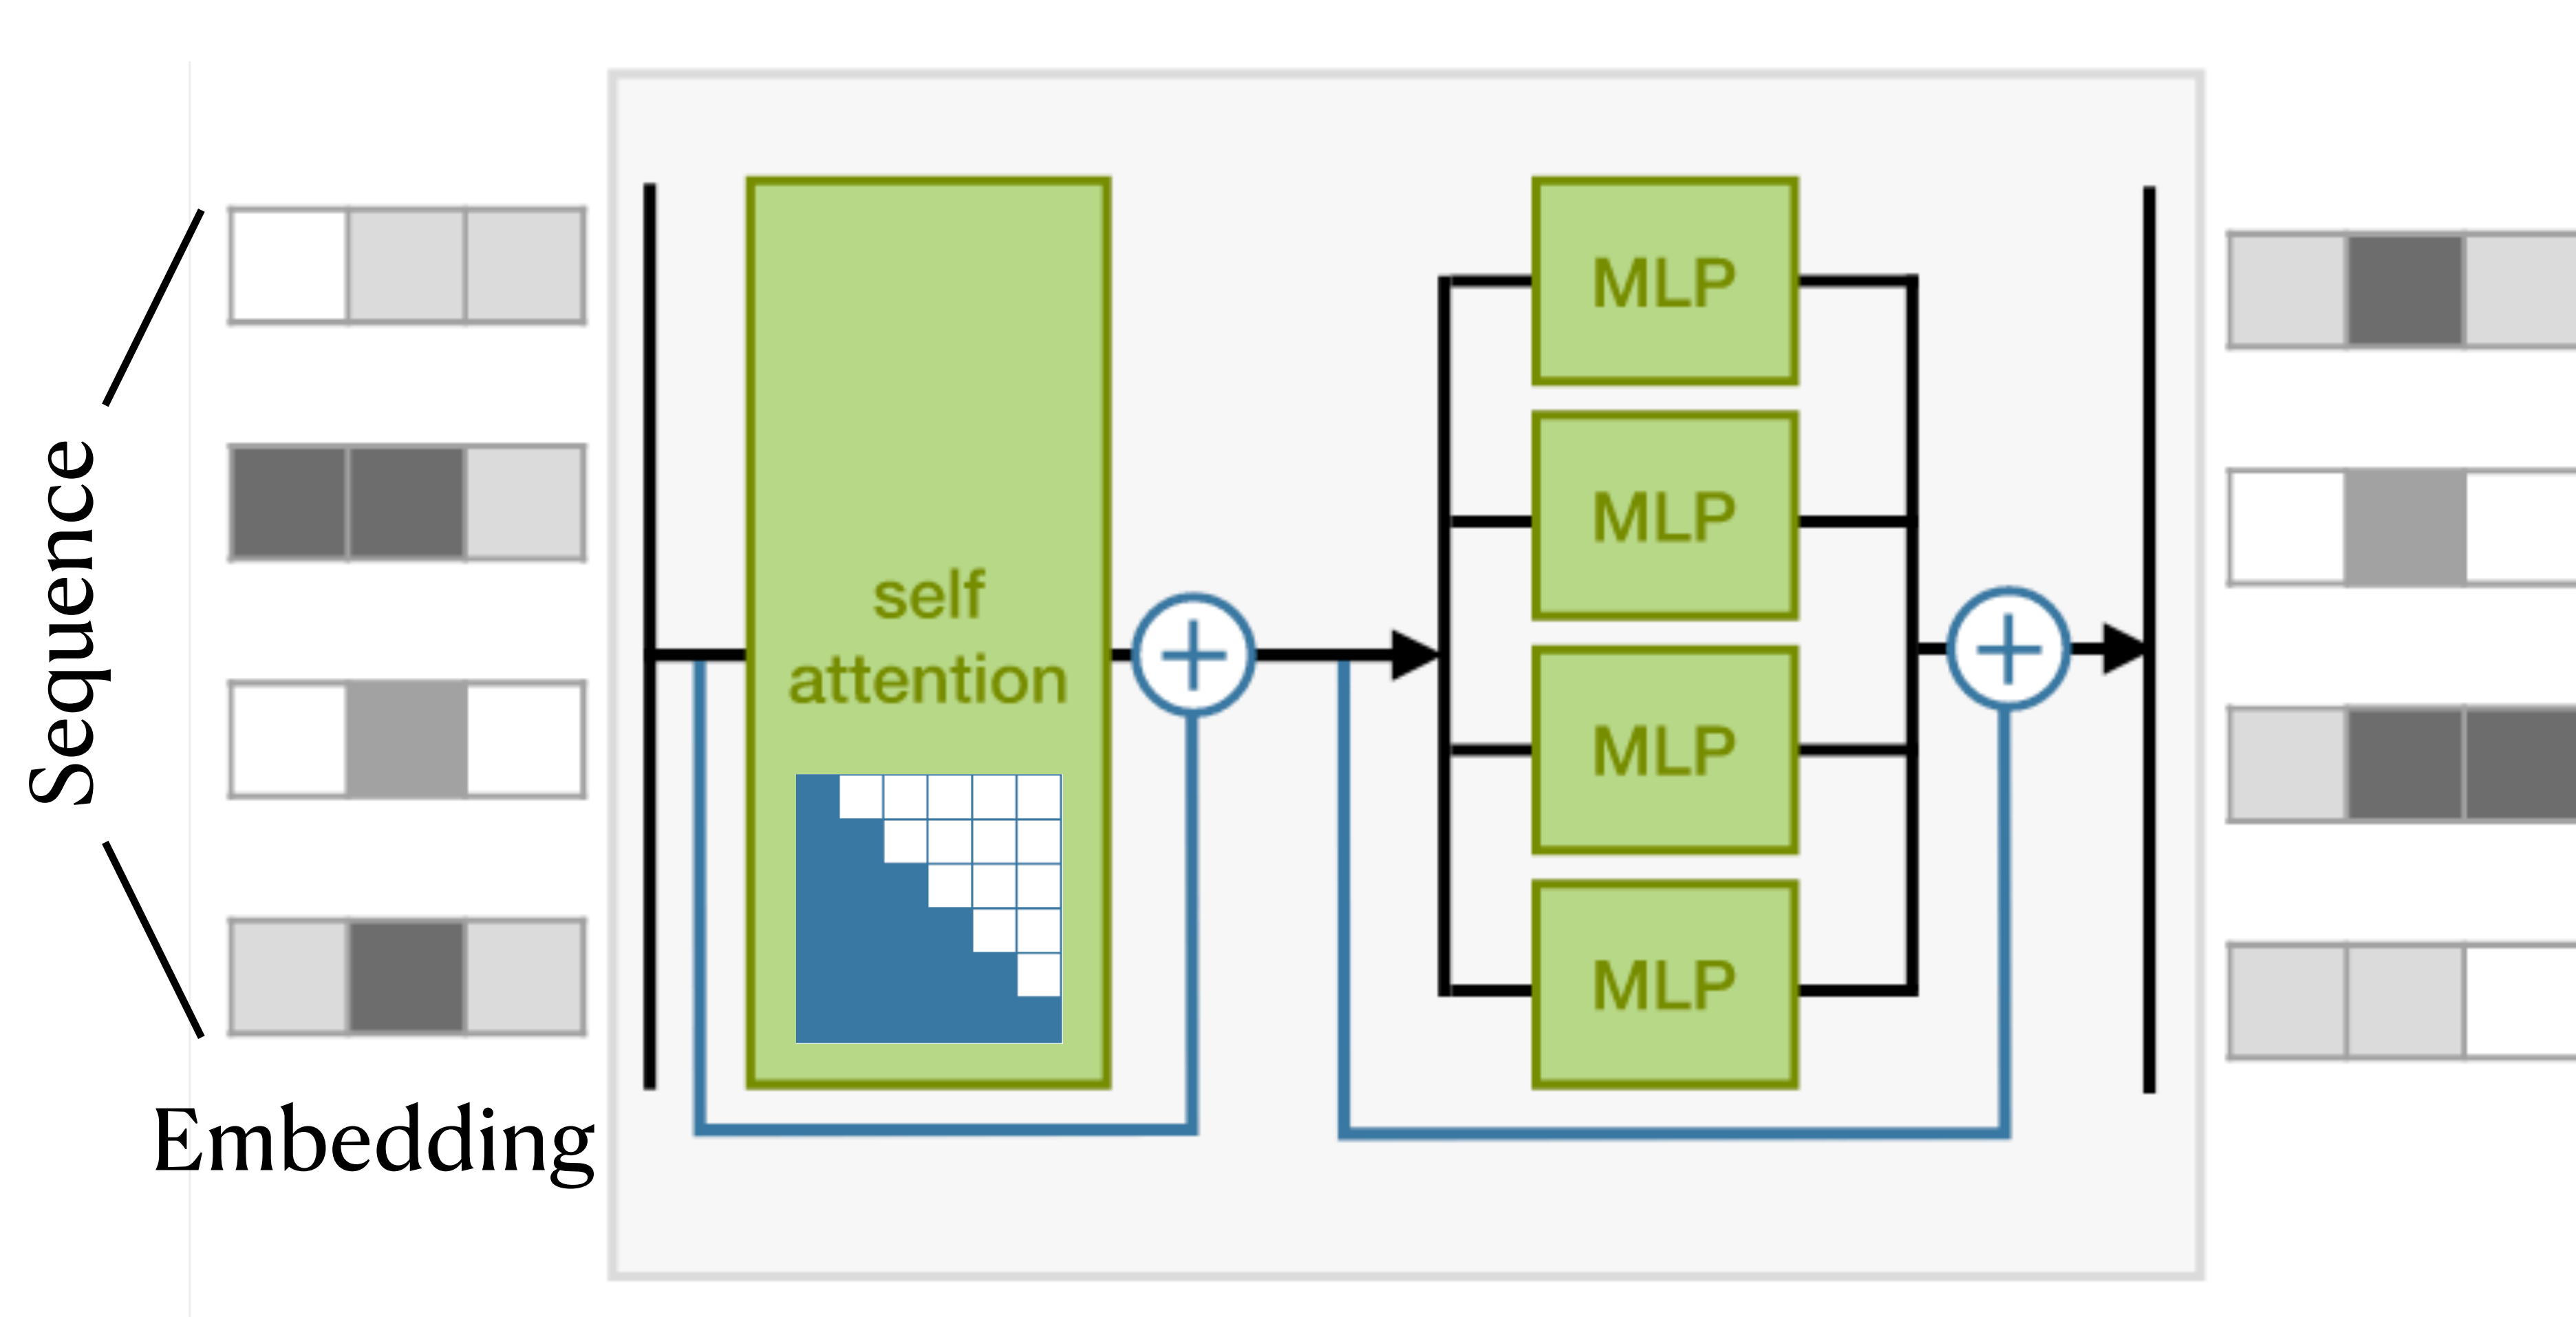 Sequence
Embedding
self
attention
MLP
MLP
MLP
MLP